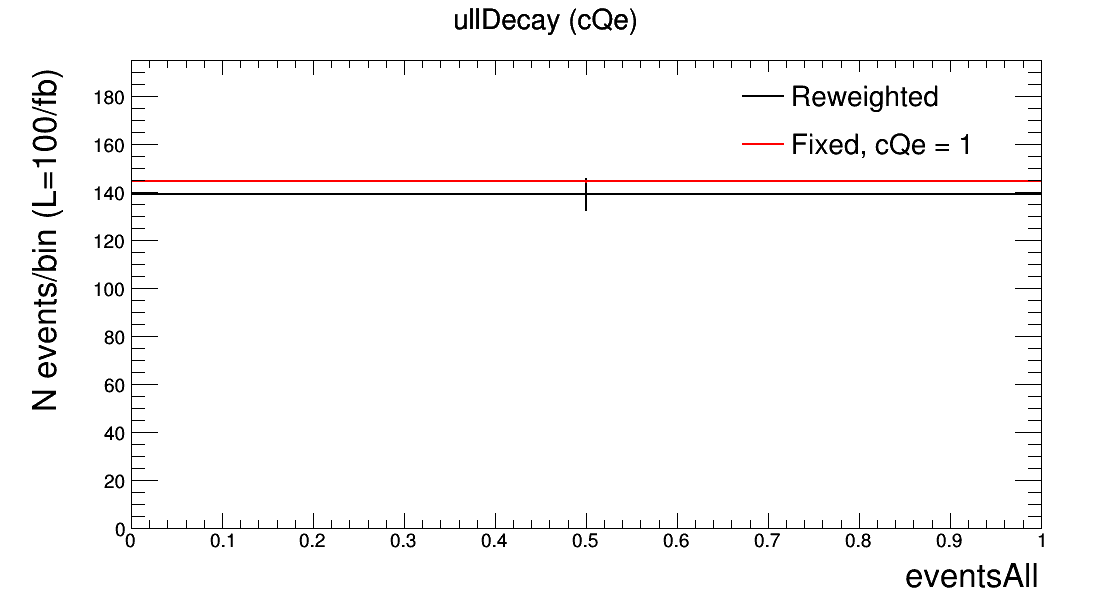 ullDecay (cQe)
N events/bin (L=100/fb)
180
160
140
120
100
80
60
40
20
0
Reweighted
Fixed, cQe = 1
0 0.1 0.2 0.3 0.4 0.5 0.6 0.7 0.8 0.9 1
eventsAll